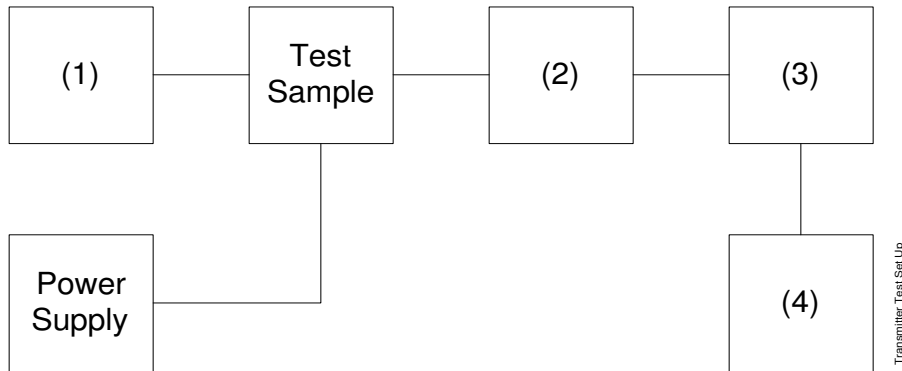 (1)
Test
Sample
(2)
(3)
Power
Supply
(4)
Transmitter Test Set Up